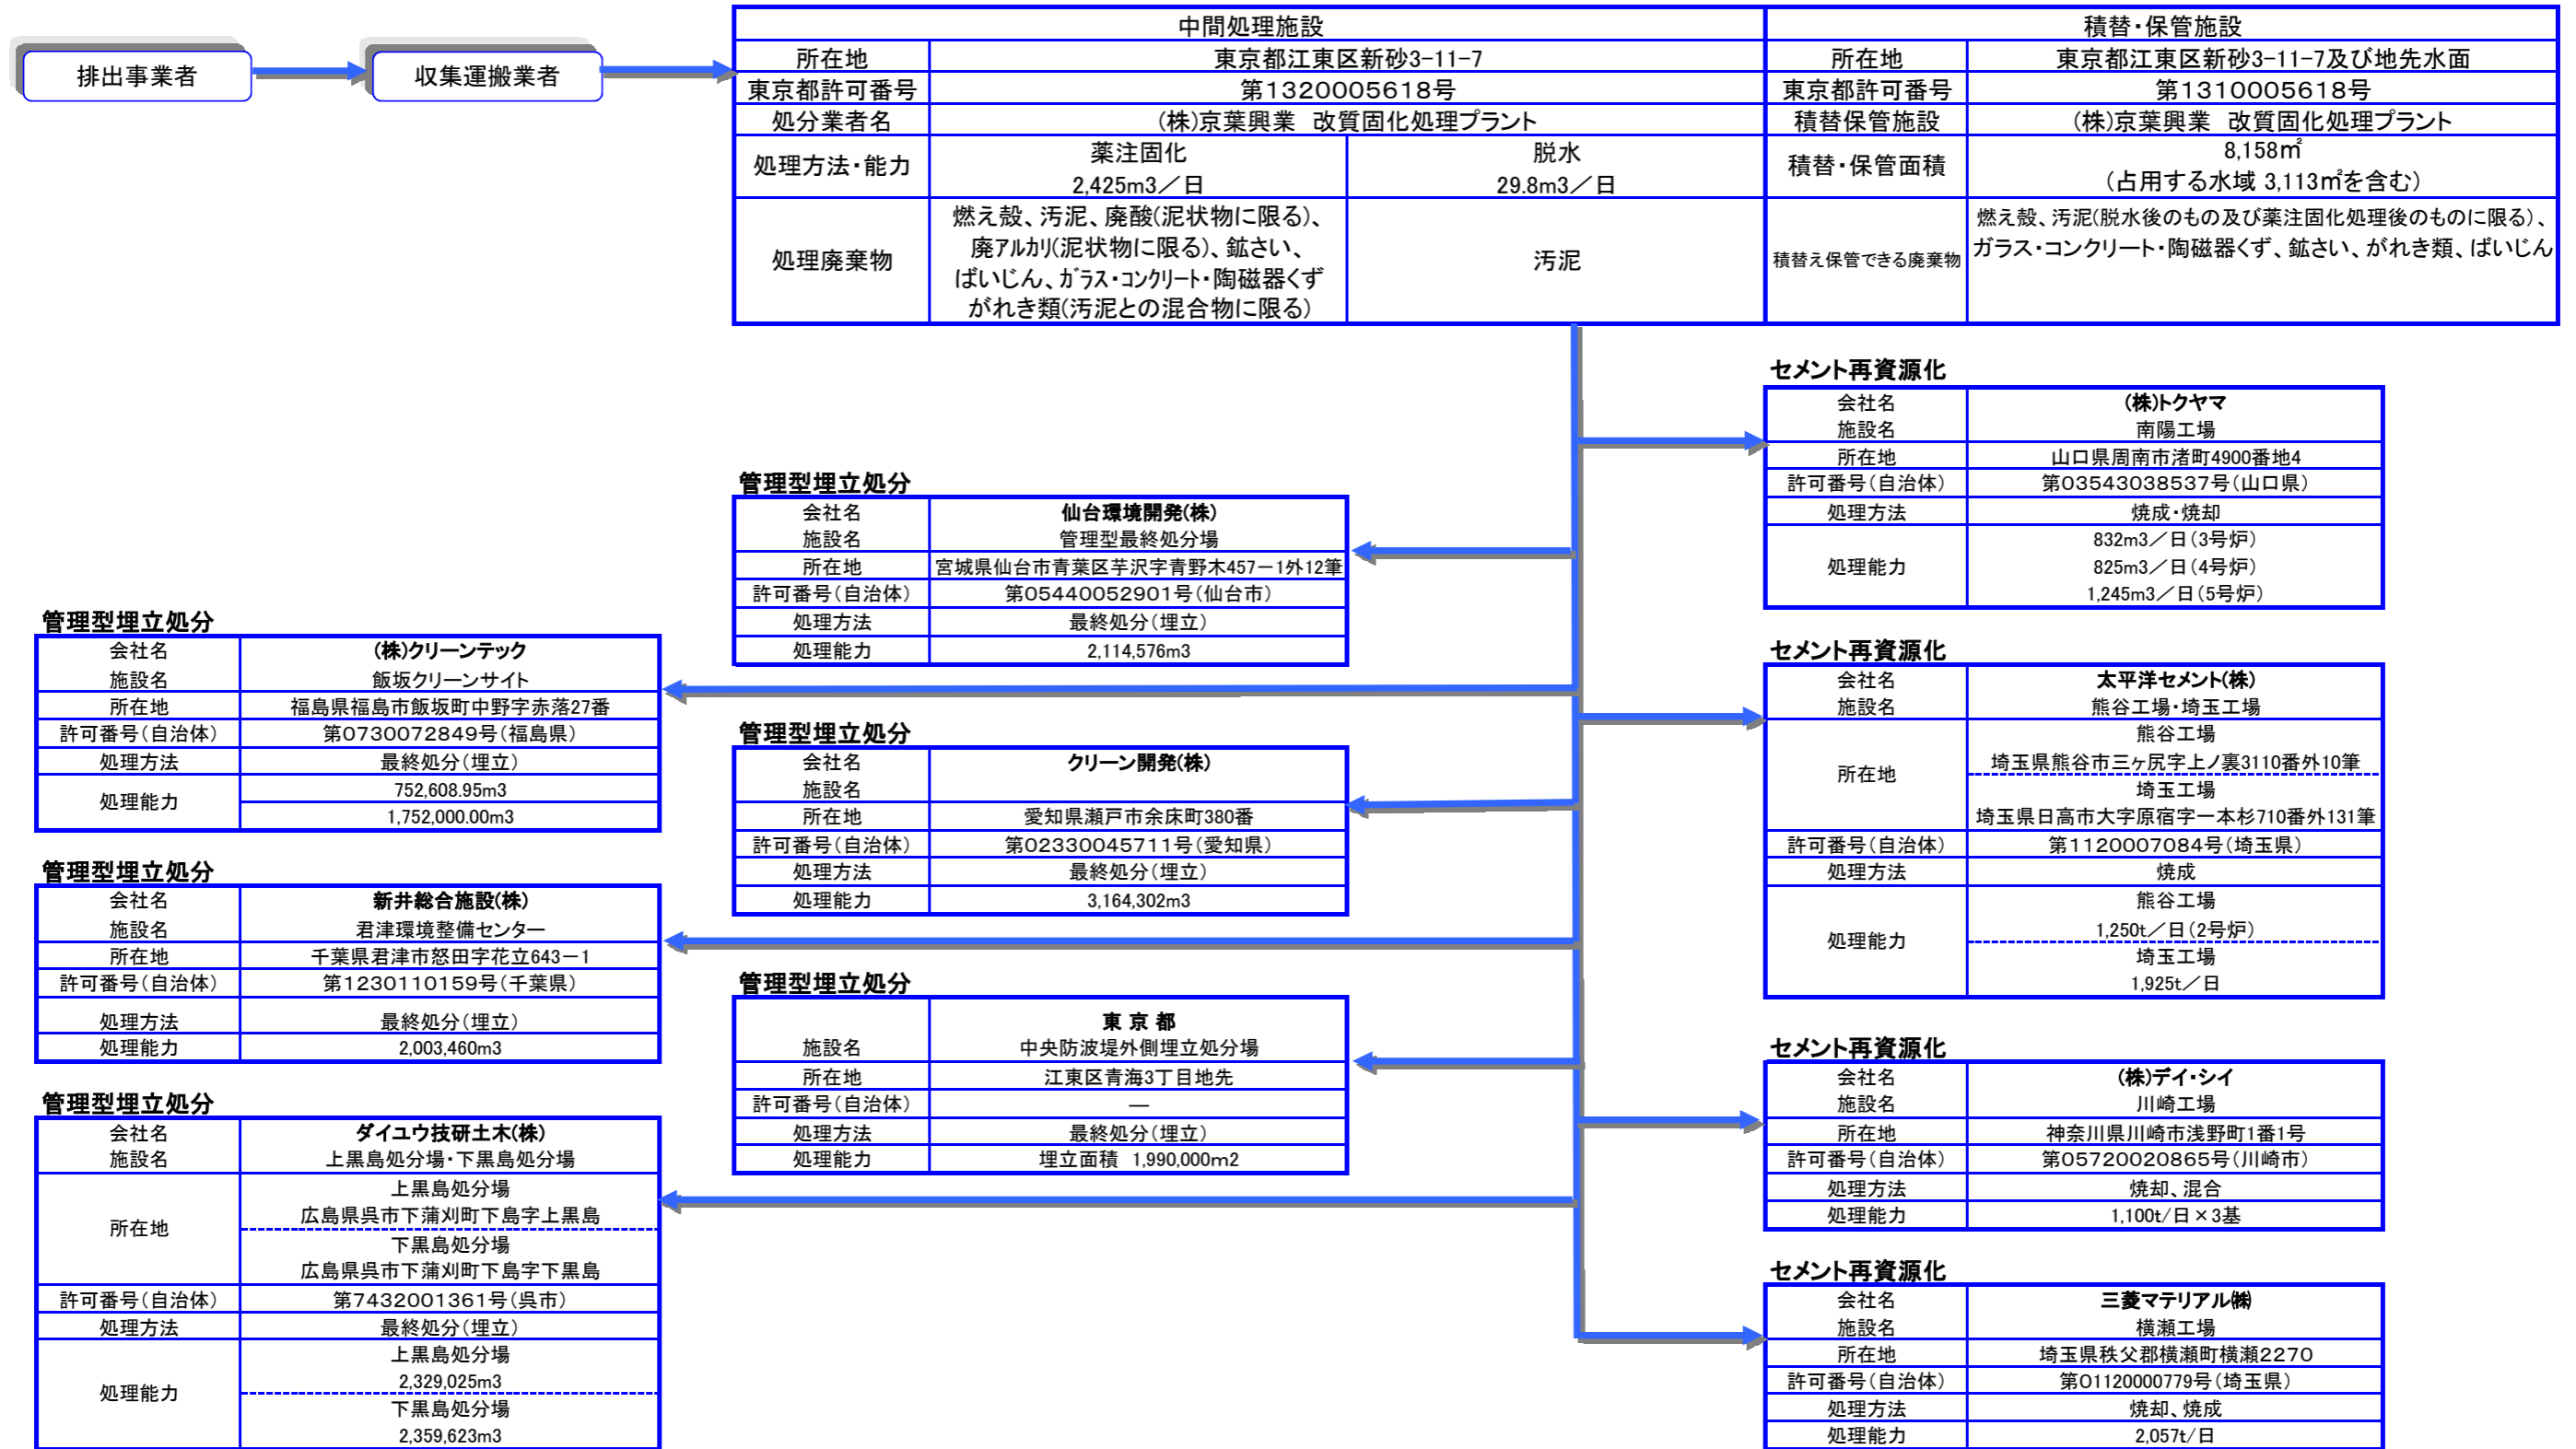 排出事業者
収集運搬業者
中間処理施設 積替・保管施設
所在地 東京都江東区新砂3-11-7 所在地 東京都江東区新砂3-11-7及び地先水面
東京都許可番号 第1320005618号 東京都許可番号 第1310005618号
処分業者名 (株)京葉興業 改質固化処理プラント 積替保管施設 (株)京葉興業 改質固化処理プラント
処理方法・能力 薬注固化 脱水 積替・保管面積 8,158㎡
2,425m3／日 29.8m3／日 (占用する水域 3,113㎡を含む)
処理廃棄物
燃え殻、汚泥、廃酸(泥状物に限る)、
廃アルカリ(泥状物に限る)、鉱さい、
ばいじん、ガラス・コンクリート・陶磁器くず
がれき類(汚泥との混合物に限る)
汚泥
積替え保管できる廃棄物
燃え殻、汚泥(脱水後のもの及び薬注固化処理後のものに限る)、
ガラス・コンクリート・陶磁器くず、鉱さい、がれき類、ばいじん
管理型埋立処分
会社名 (株)クリーンテック
施設名 飯坂クリーンサイト
所在地 福島県福島市飯坂町中野字赤落27番
許可番号(自治体) 第0730072849号(福島県)
処理方法 最終処分(埋立)
処理能力 752,608.95m3
1,752,000.00m3
管理型埋立処分
会社名 新井総合施設(株)
施設名 君津環境整備センター
所在地 千葉県君津市怒田字花立643－1
許可番号(自治体) 第1230110159号(千葉県)
処理方法 最終処分(埋立)
処理能力 2,003,460m3
管理型埋立処分
会社名 ダイユウ技研土木(株)
施設名 上黒島処分場・下黒島処分場
所在地 上黒島処分場
広島県呉市下蒲刈町下島字上黒島
下黒島処分場
広島県呉市下蒲刈町下島字下黒島
許可番号(自治体) 第7432001361号(呉市)
処理方法 最終処分(埋立)
処理能力 上黒島処分場
2,329,025m3
下黒島処分場
2,359,623m3
管理型埋立処分
会社名 仙台環境開発(株)
施設名 管理型最終処分場
所在地 宮城県仙台市青葉区芋沢字青野木457－1外12筆
許可番号(自治体) 第05440052901号(仙台市)
処理方法 最終処分(埋立)
処理能力 2,114,576m3
管理型埋立処分
会社名 クリーン開発(株)
施設名
所在地 愛知県瀬戸市余床町380番
許可番号(自治体) 第02330045711号(愛知県)
処理方法 最終処分(埋立)
処理能力 3,164,302m3
管理型埋立処分
東 京 都
施設名 中央防波堤外側埋立処分場
所在地 江東区青海3丁目地先
許可番号(自治体) ―
処理方法 最終処分(埋立)
処理能力 埋立面積 1,990,000m2
セメント再資源化
会社名 (株)トクヤマ
施設名 南陽工場
所在地 山口県周南市渚町4900番地4
許可番号(自治体) 第03543038537号(山口県)
処理方法 焼成・焼却
処理能力 832m3／日(3号炉)
825m3／日(4号炉)
1,245m3／日(5号炉)
セメント再資源化
会社名 太平洋セメント(株)
施設名 熊谷工場・埼玉工場
所在地 熊谷工場
埼玉県熊谷市三ヶ尻字上ノ裏3110番外10筆
埼玉工場
埼玉県日高市大字原宿字一本杉710番外131筆
許可番号(自治体) 第1120007084号(埼玉県)
処理方法 焼成
処理能力 熊谷工場
1,250t／日(2号炉)
埼玉工場
1,925t／日
セメント再資源化
会社名 (株)デイ・シイ
施設名 川崎工場
所在地 神奈川県川崎市浅野町1番1号
許可番号(自治体) 第05720020865号(川崎市)
処理方法 焼却、混合
処理能力 1,100t/日×3基
セメント再資源化
会社名 三菱マテリアル㈱
施設名 横瀬工場
所在地 埼玉県秩父郡横瀬町横瀬2270
許可番号(自治体) 第01120000779号(埼玉県)
処理方法 焼却、焼成
処理能力 2,057t/日